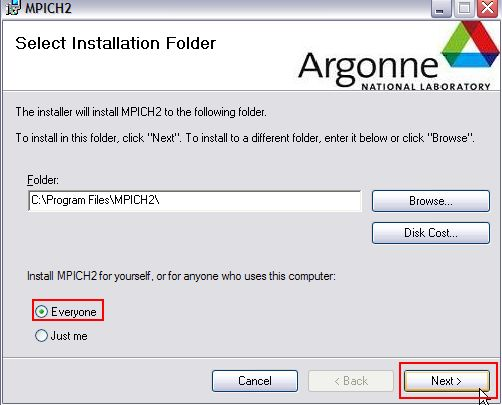 MPICH2
Select Installation Folder
Argonne
NATIONAL LABORATORY
The installer will install MPICH2 to the following folder.
To install in this folder, click "Next". To install to a different folder, enter it below or click "Browse".
Folder:
C:\Program Files\MPICH2\
Browse...
Disk Cost...
Install MPICH2 for yourself, or for anyone who uses this computer:
Everyone
Just me
Cancel
< Back
Next >